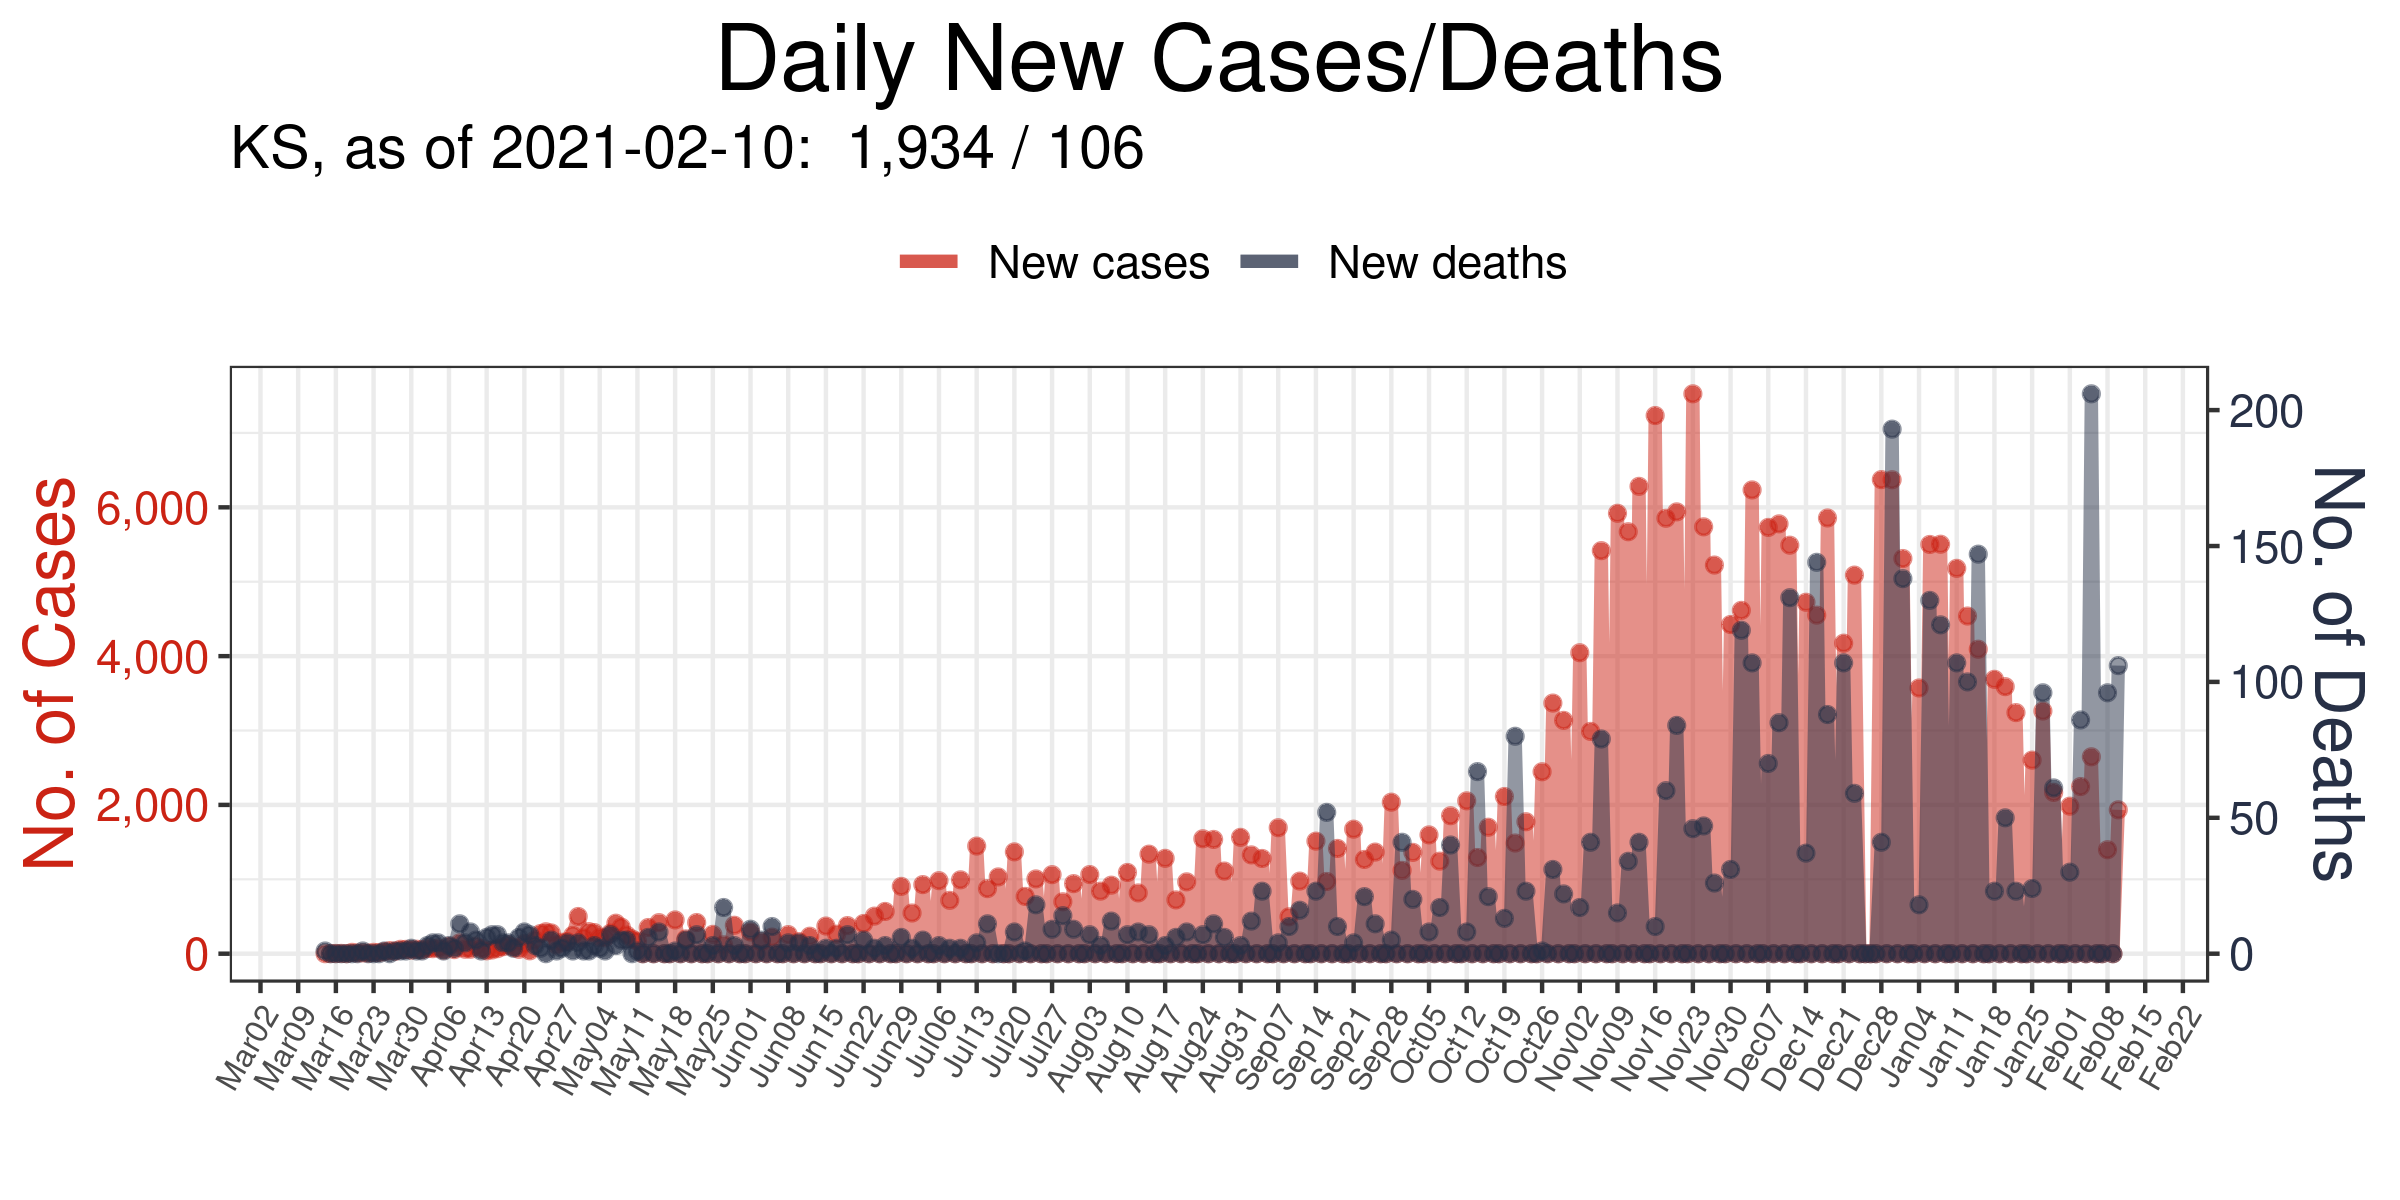 Daily New Cases/Deaths
KS, as of 2021-02-10:  1,934 / 106
New cases
New deaths
No. of Cases
6,000
4,000
2,000
0
200
150
100
50
0
No. of Deaths
Mar02
Mar09
Mar16
Mar23
Mar30
Apr06
Apr13
Apr20
Apr27
May04
May11
May18
May25
Jun01
Jun08
Jun15
Jun22
Jun29
Jul06
Jul13
Jul20
Jul27
Aug03
Aug10
Aug17
Aug24
Aug31
Sep07
Sep14
Sep21
Sep28
Oct05
Oct12
Oct19
Oct26
Nov02
Nov09
Nov16
Nov23
Nov30
Dec07
Dec14
Dec21
Dec28
Jan04
Jan11
Jan18
Jan25
Feb01
Feb08
Feb15
Feb22